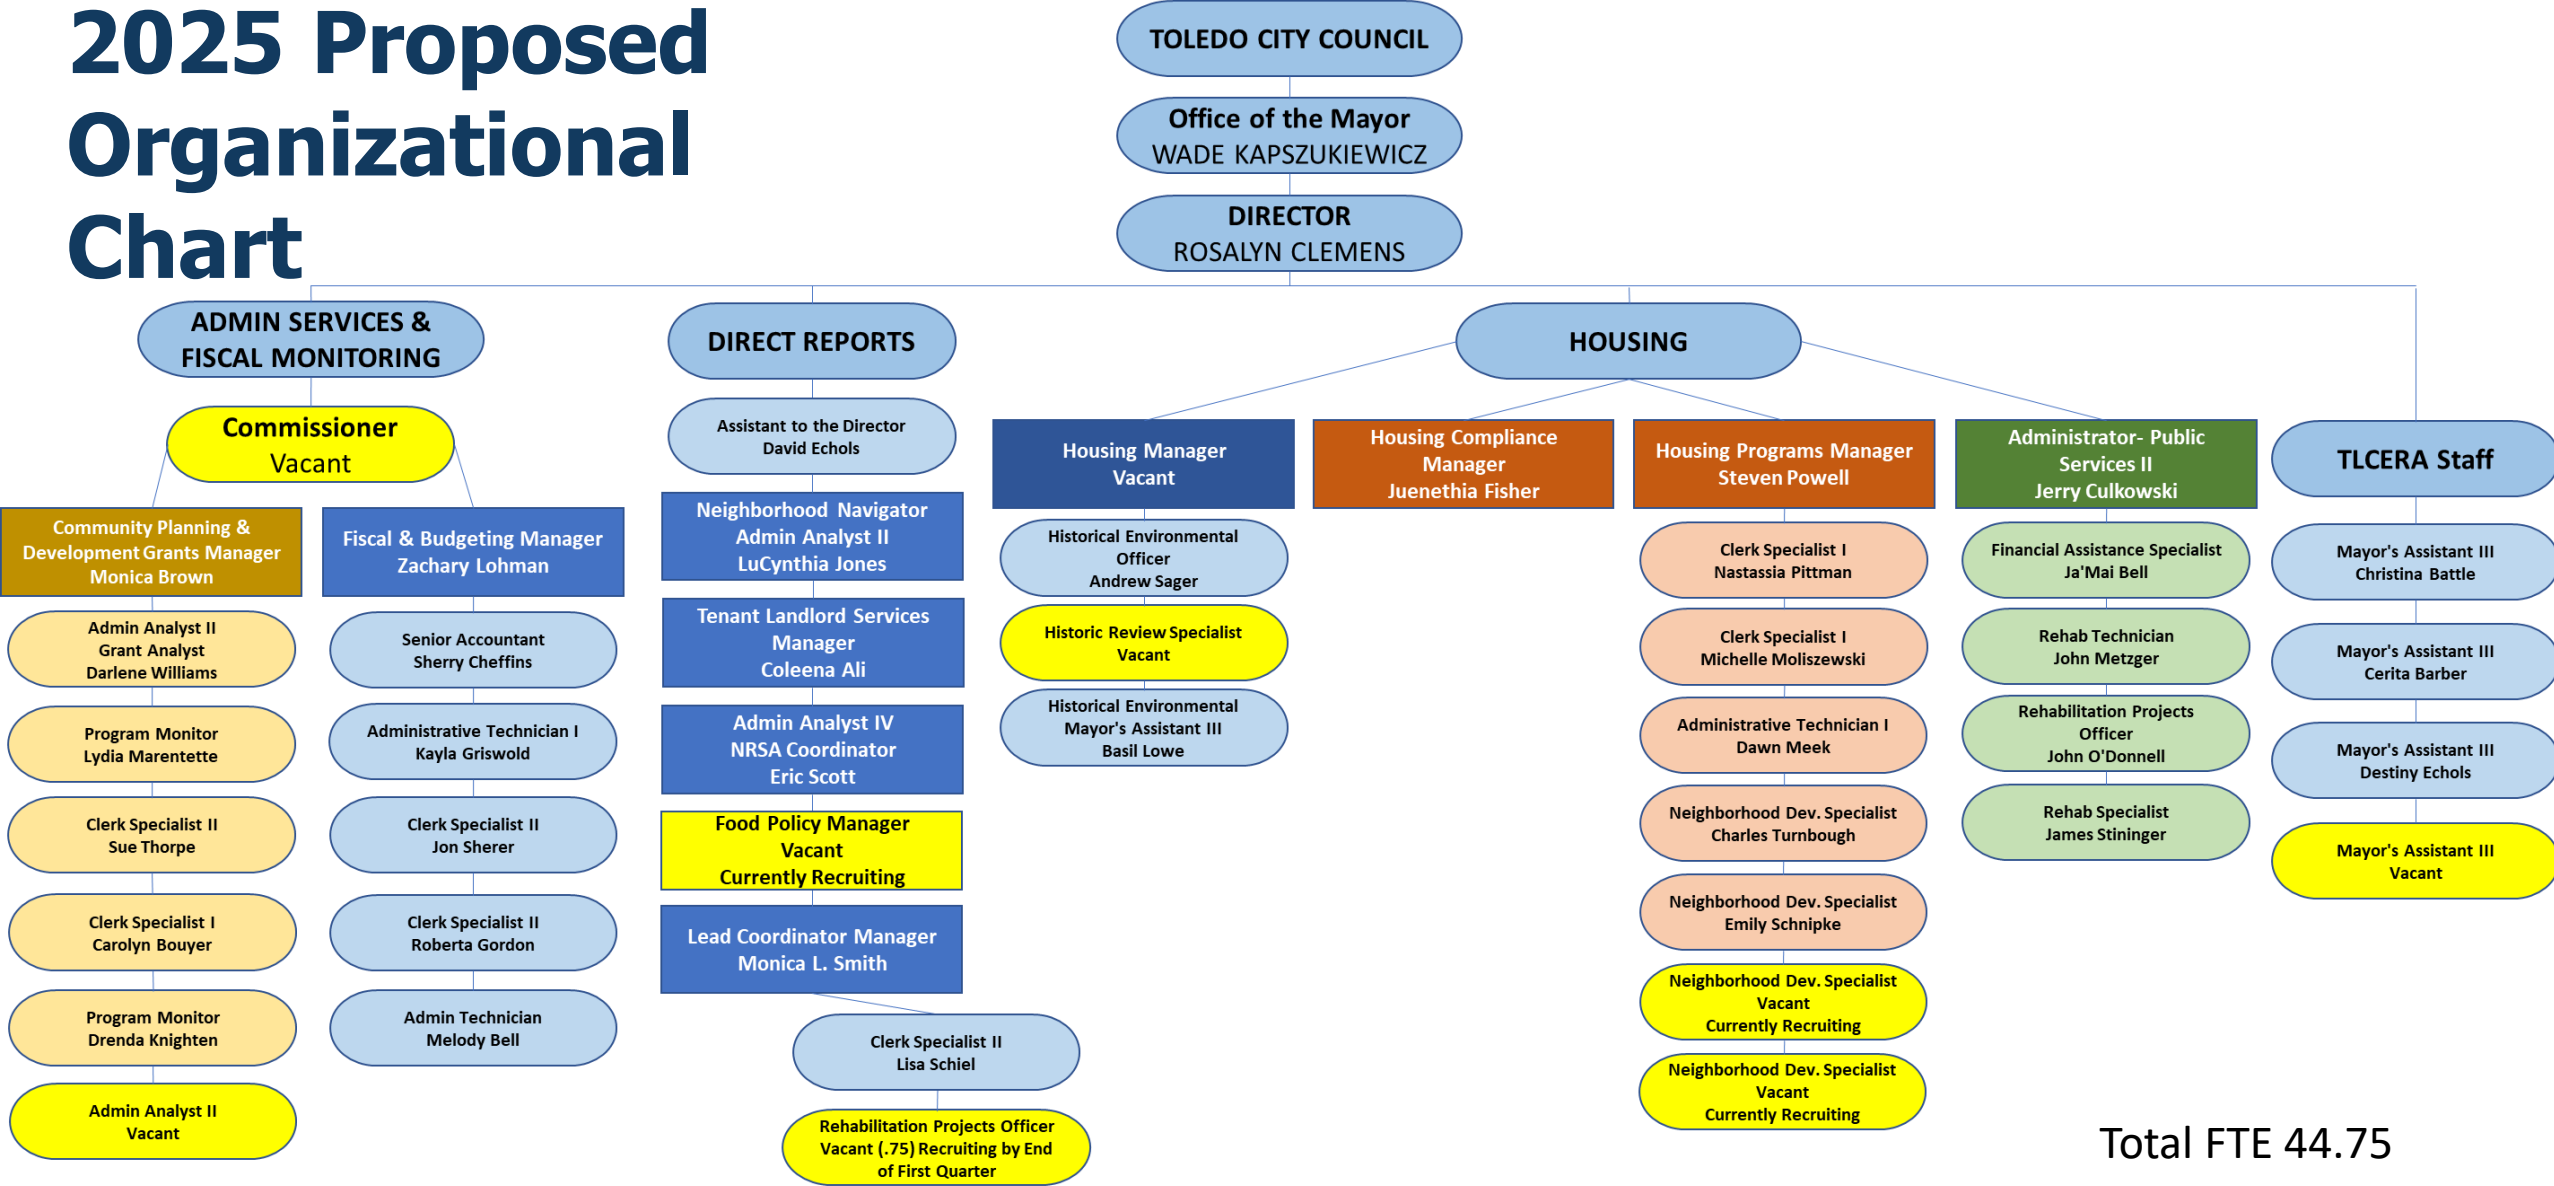 2025 Proposed
Organizational
Chart
TOLEDO CITY COUNCIL
Office of the Mayor
WADE KAPSZUKIEWICZ
DIRECTOR
ROSALYN CLEMENS
ADMIN SERVICES &
FISCAL MONITORING
Commissioner
Vacant
Community Planning &
Development Grants Manager
Monica Brown
Admin Analyst II
Grant Analyst
Darlene Williams
Program Monitor
Lydia Marentette
Clerk Specialist II
Sue Thorpe
Clerk Specialist I
Carolyn Bouyer
Program Monitor
Drenda Knighten
Admin Analyst II
Vacant
Fiscal & Budgeting Manager
Zachary Lohman
Senior Accountant
Sherry Cheffins
Administrative Technician I
Kayla Griswold
Clerk Specialist II
Jon Sherer
Clerk Specialist II
Roberta Gordon
Admin Technician
Melody Bell
DIRECT REPORTS
Assistant to the Director
David Echols
Neighborhood Navigator
Admin Analyst II
LuCynthia Jones
Tenant Landlord Services
Manager
Coleena Ali
Admin Analyst IV
NRSA Coordinator
Eric Scott
Food Policy Manager
Vacant
Currently Recruiting
Lead Coordinator Manager
Monica L. Smith
Clerk Specialist II
Lisa Schiel
Rehabilitation Projects Officer
Vacant (.75) Recruiting by End
of First Quarter
HOUSING
Housing Manager
Vacant
Historical Environmental
Officer
Andrew Sager
Historic Review Specialist
Vacant
Historical Environmental
Mayor's Assistant III
Basil Lowe
Housing Compliance
Manager
Juenethia Fisher
Housing Programs Manager
Steven Powell
Clerk Specialist I
Nastassia Pittman
Clerk Specialist I
Michelle Moliszewski
Administrative Technician I
Dawn Meek
Neighborhood Dev. Specialist
Charles Turnbough
Neighborhood Dev. Specialist
Emily Schnipke
Neighborhood Dev. Specialist
Vacant
Currently Recruiting
Neighborhood Dev. Specialist
Vacant
Currently Recruiting
Administrator- Public
Services II
Jerry Culkowski
Financial Assistance Specialist
Ja'Mai Bell
Rehab Technician
John Metzger
Rehabilitation Projects
Officer
John O'Donnell
Rehab Specialist
James Stininger
TLCERA Staff
Mayor's Assistant III
Christina Battle
Mayor's Assistant III
Cerita Barber
Mayor's Assistant III
Destiny Echols
Mayor's Assistant III
Vacant
Total FTE 44.75